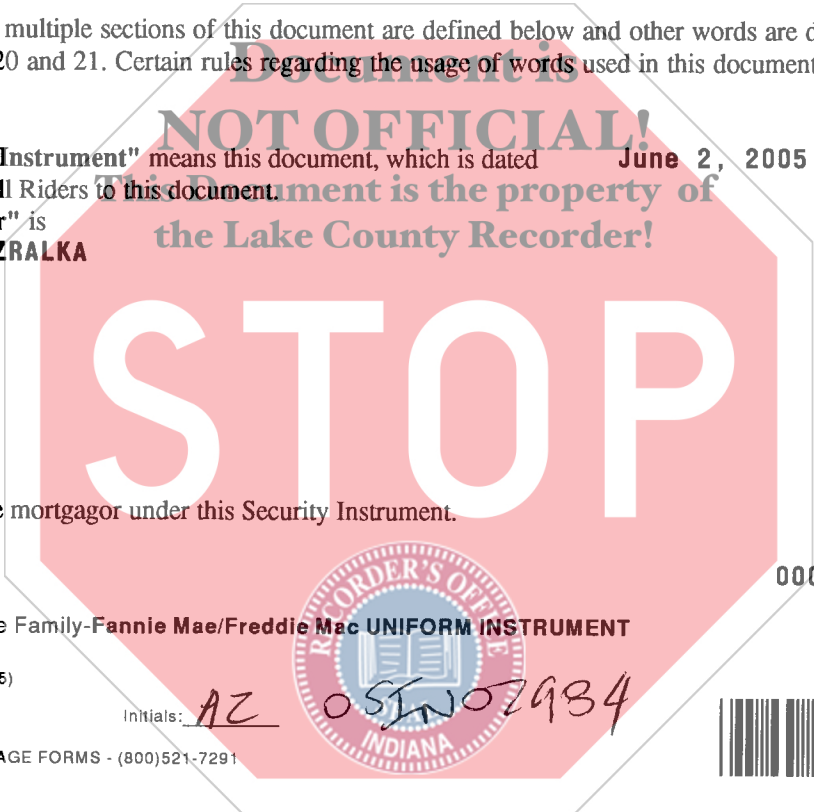 multiple sections of this document are defined below and other words are d
20 and 21. Certain rules regarding the usage of words used in this document
Document is
NOT OFFICIAL!
Instrument" means this document, which is dated June 2, 2005
ll Riders to this document.
This Document is the property of
r" is
the Lake County Recorder!
ZRALKA
STOP
e mortgagor under this Security Instrument.
000
RECORDER'S OFFICE
e Family-Fannie Mae/Freddie Mac UNIFORM INSTRUMENT
5)
Initials: AZ 05IN02984
INDIANA
AGE FORMS - (800)521-7291